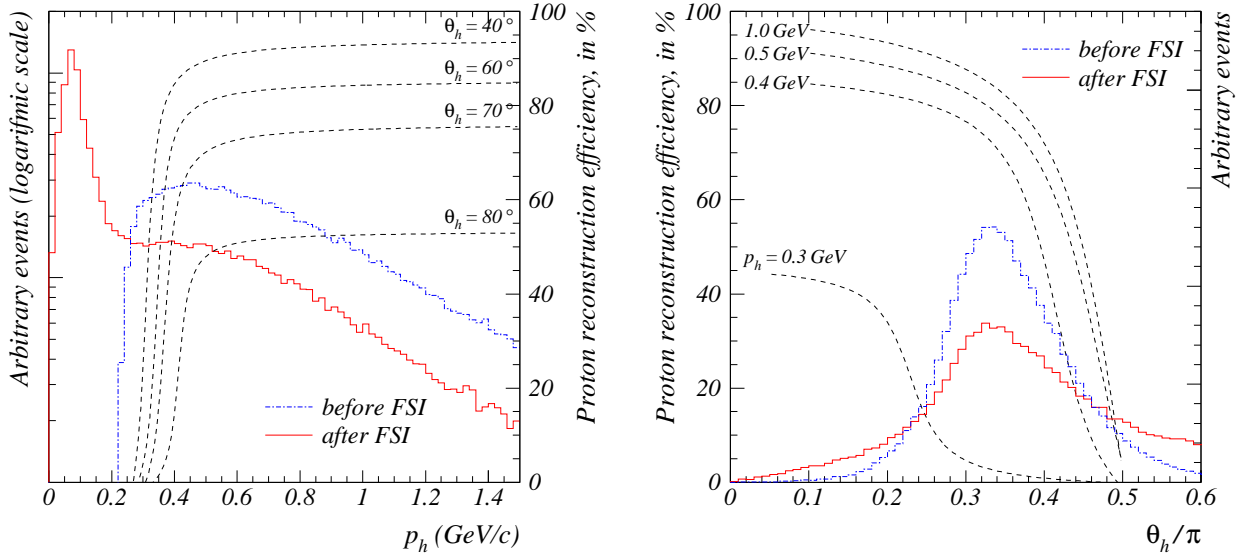 Arbitrary events (logarifmic scale)
100
80
60
40
20
0
Proton reconstruction efficiency, in %
θh = 40°
θh = 60°
θh = 70°
θh = 80°
before FSI
after FSI
0 0.2 0.4 0.6 0.8 1 1.2 1.4
ph (GeV/c)
Proton reconstruction efficiency, in %
100
80
60
40
20
0
1.0 GeV
0.5 GeV
0.4 GeV
ph = 0.3 GeV
before FSI
after FSI
Arbitrary events
0 0.1 0.2 0.3 0.4 0.5 0.6
θh/π